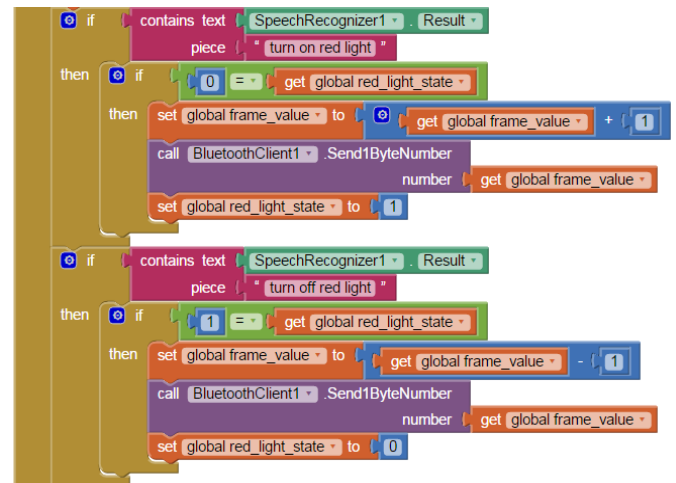 if contains text SpeechRecognizer1 . Result
piece " turn on red light "
then if 0 = get global red_light_state
then set global frame_value to get global frame_value + 1
call BluetoothClient1 .Send1ByteNumber
number get global frame_value
set global red_light_state to 1
if contains text SpeechRecognizer1 . Result
piece " turn off red light "
then if 1 = get global red_light_state
then set global frame_value to get global frame_value - 1
call BluetoothClient1 .Send1ByteNumber
number get global frame_value
set global red_light_state to 0